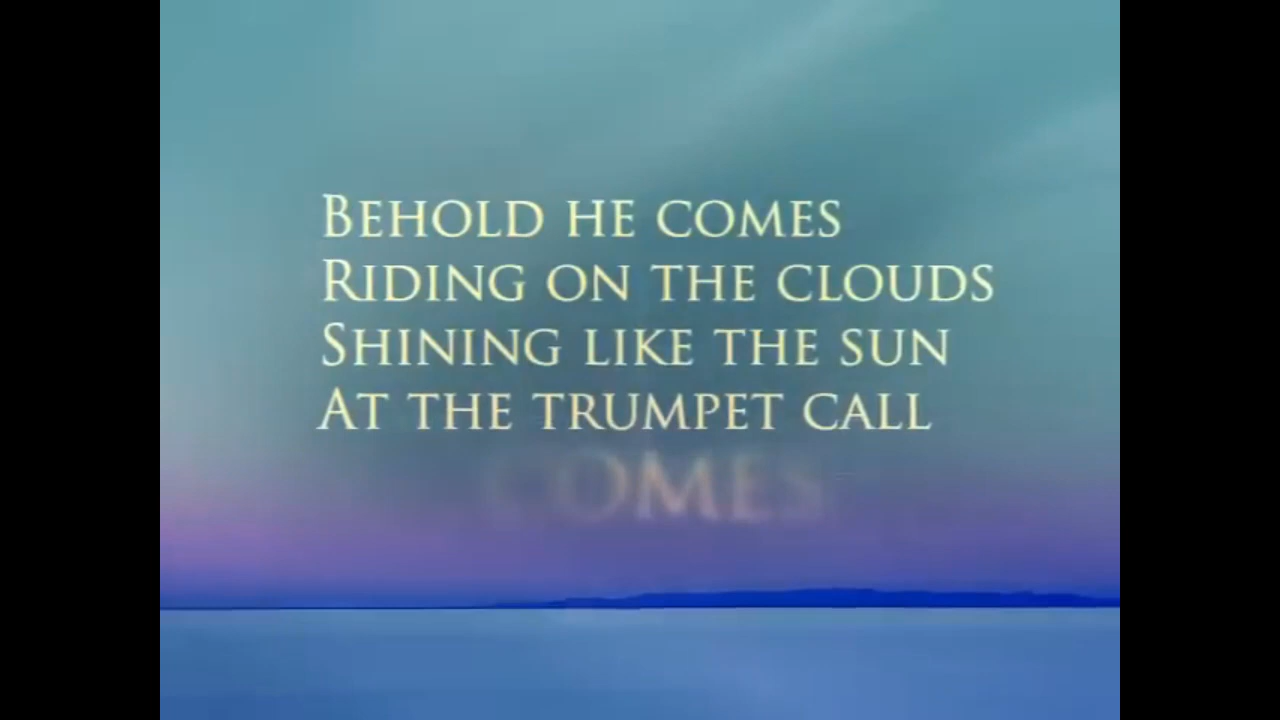 BEHOLD HE COMES
RIDING ON THE CLOUDS
SHINING LIKE THE SUN
AT THE TRUMPET CALL
COMES